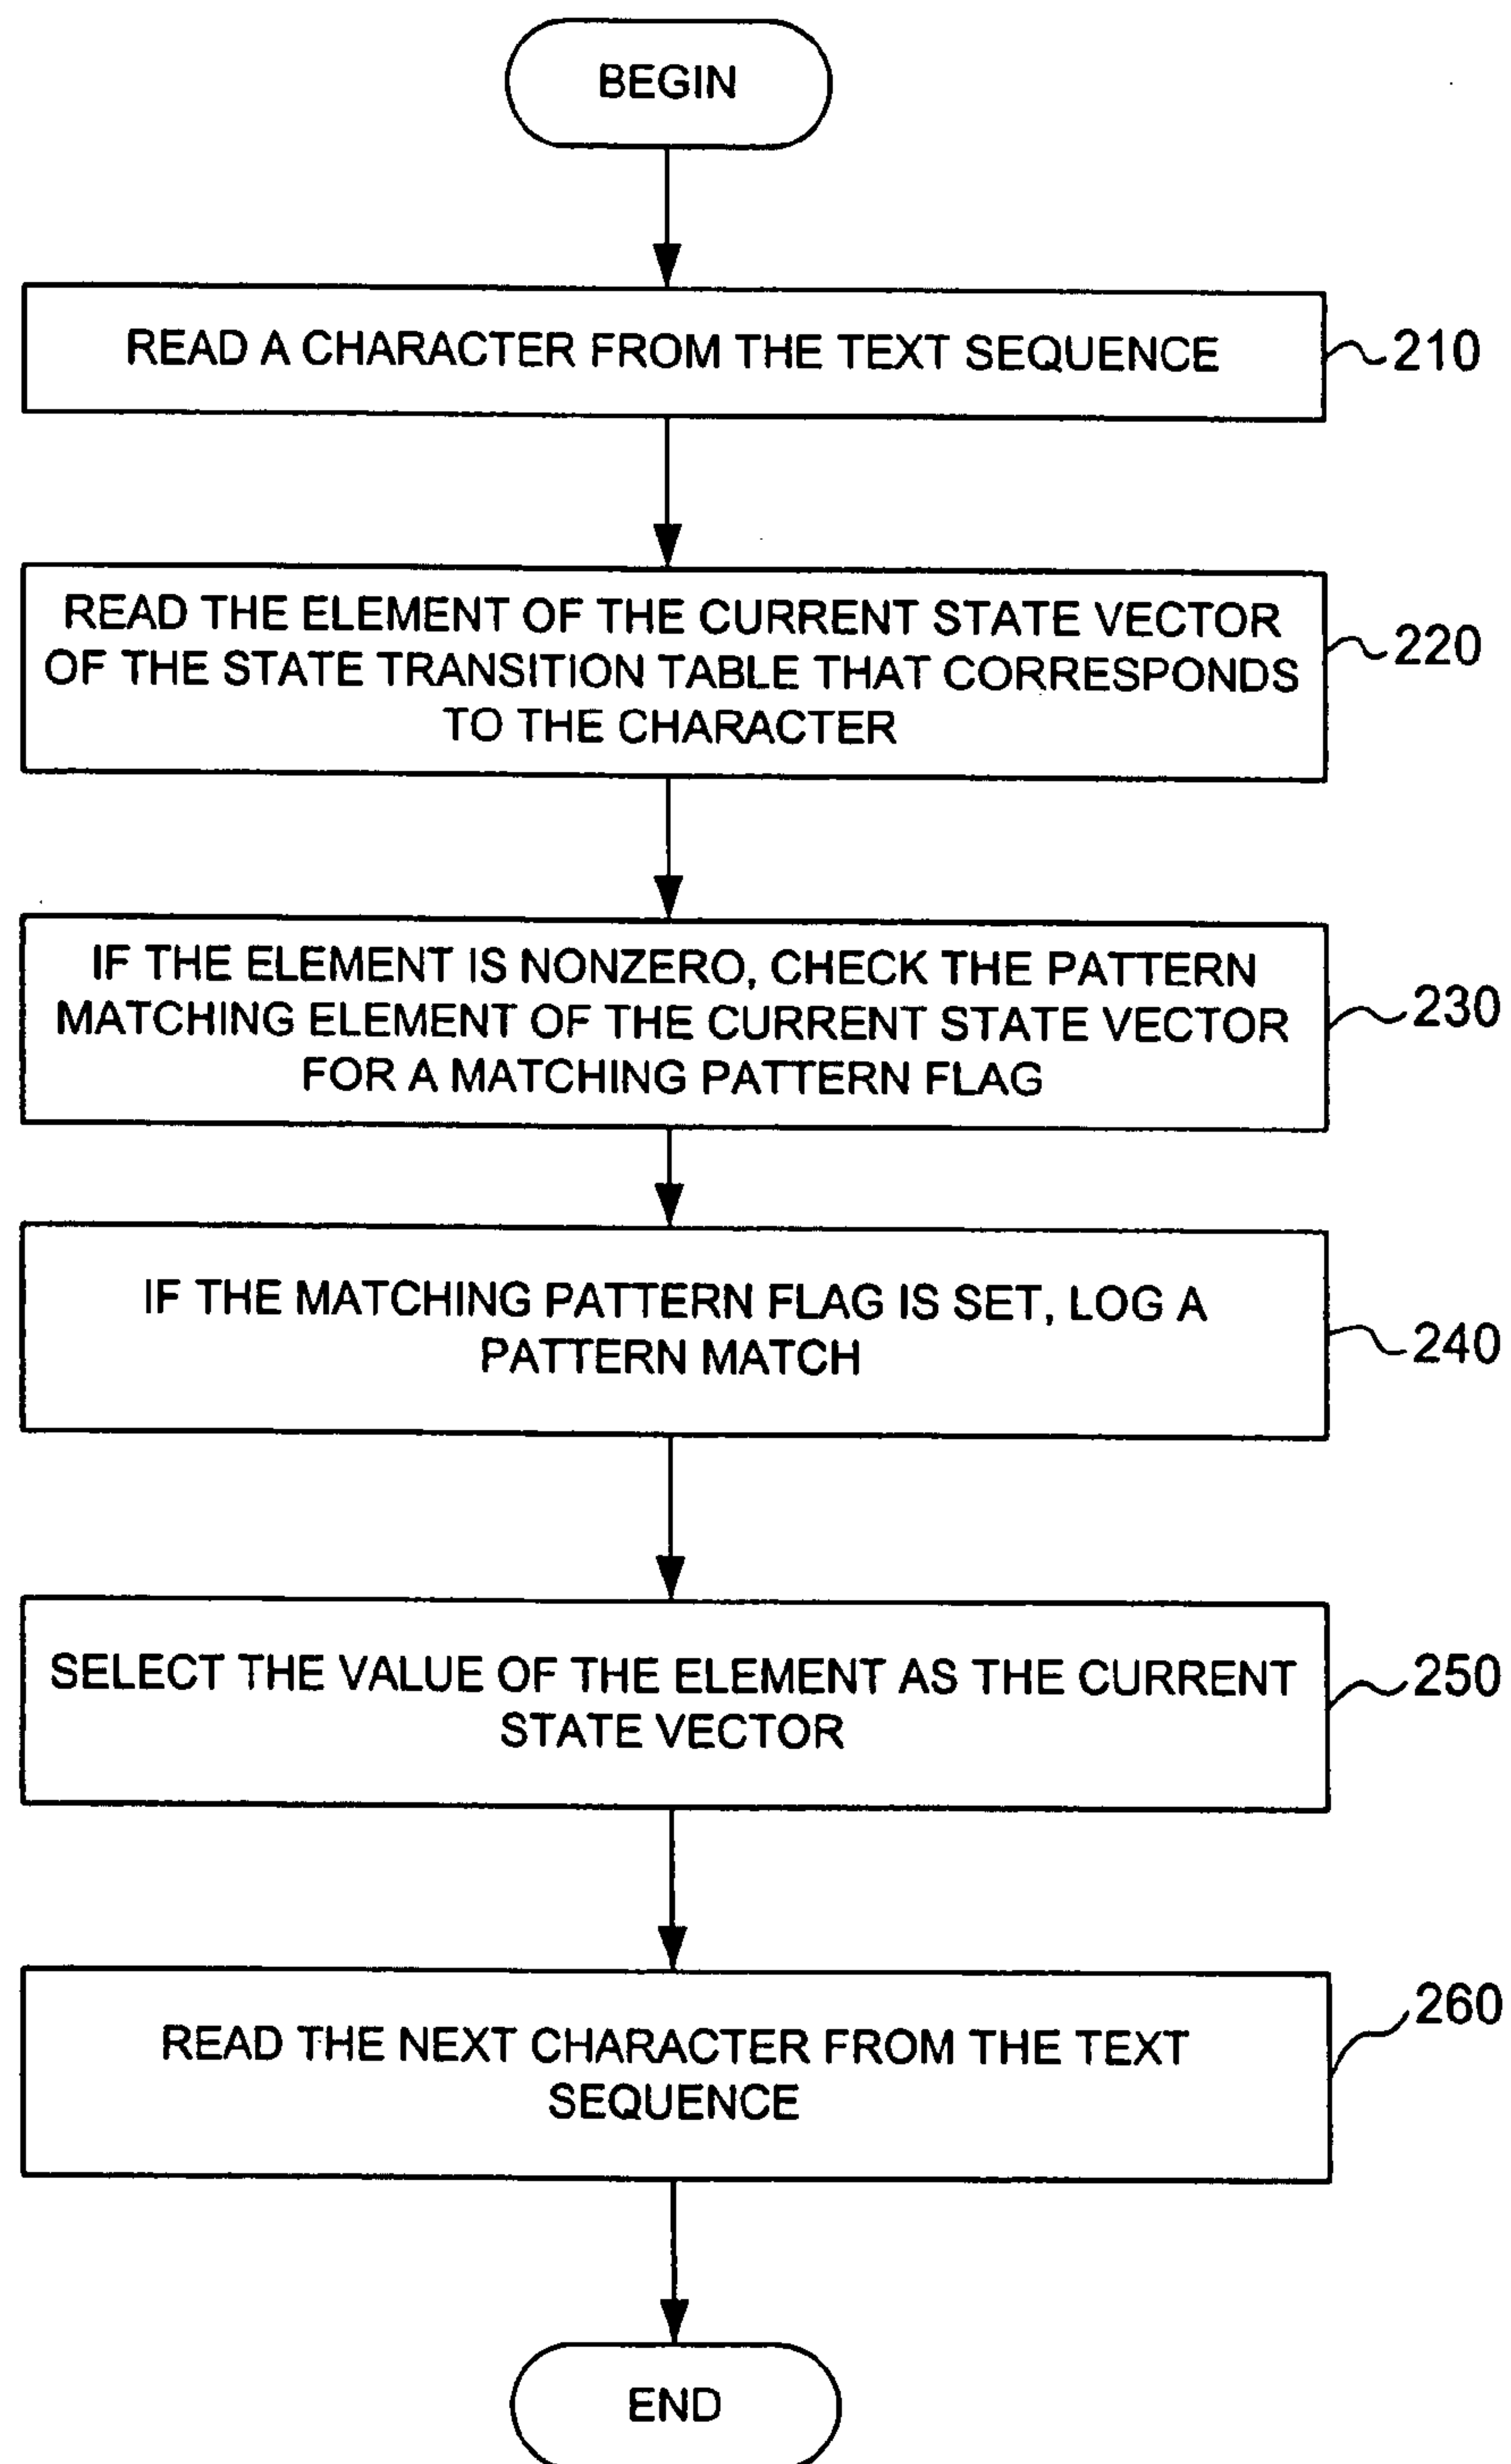 BEGIN
READ A CHARACTER FROM THE TEXT SEQUENCE
210
READ THE ELEMENT OF THE CURRENT STATE VECTOR
OF THE STATE TRANSITION TABLE THAT CORRESPONDS
TO THE CHARACTER
220
IF THE ELEMENT IS NONZERO, CHECK THE PATTERN
MATCHING ELEMENT OF THE CURRENT STATE VECTOR
FOR A MATCHING PATTERN FLAG
230
IF THE MATCHING PATTERN FLAG IS SET, LOG A
PATTERN MATCH
240
SELECT THE VALUE OF THE ELEMENT AS THE CURRENT
STATE VECTOR
250
READ THE NEXT CHARACTER FROM THE TEXT
SEQUENCE
260
END